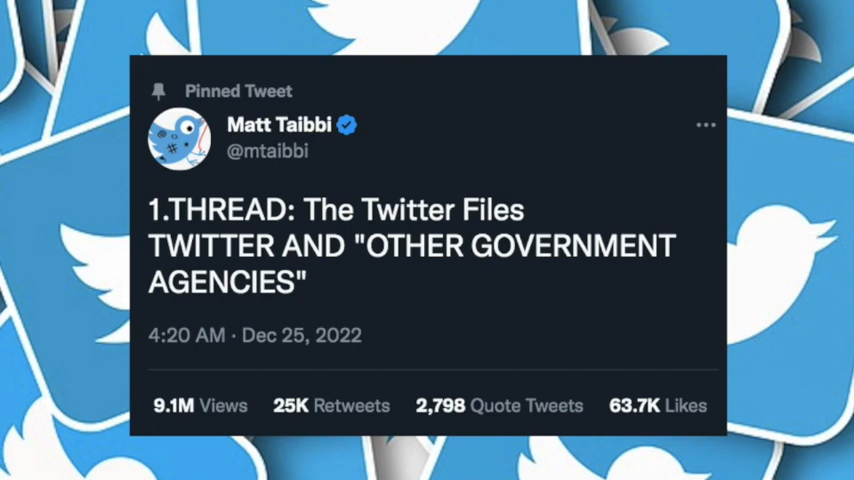 Pinned Tweet
Matt Taibbi
@mtaibbi
1.THREAD: The Twitter Files
TWITTER AND "OTHER GOVERNMENT
AGENCIES"
4:20 AM · Dec 25, 2022
9.1M Views 25K Retweets 2,798 Quote Tweets 63.7K Likes